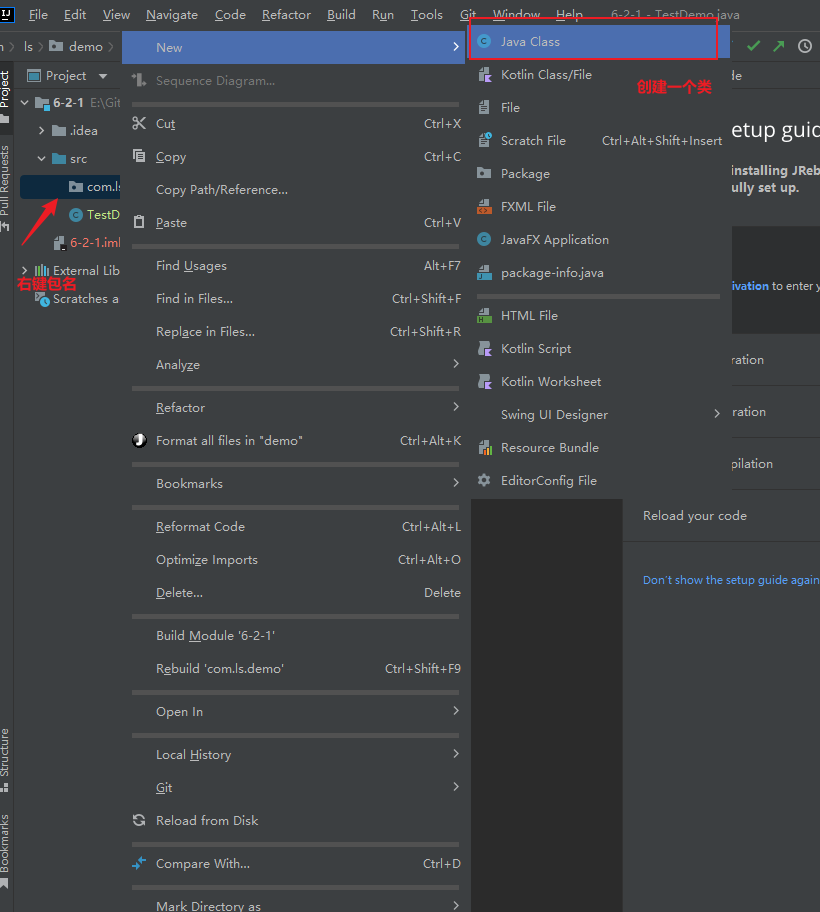 File Edit View Navigate Code Refactor Build Run Tools Git Window Help 6-2-1 - TestDemo.java
ls demo
Project
6-2-1 E:\Git
.idea
src
com.ls
TestD
6-2-1.iml
External Lib
Scratches a
右键包名
Project
Pull Requests
Structure
Bookmarks
New
Sequence Diagram...
Cut Ctrl+X
Copy Ctrl+C
Copy Path/Reference...
Paste Ctrl+V
Find Usages Alt+F7
Find in Files... Ctrl+Shift+F
Replace in Files... Ctrl+Shift+R
Analyze
Refactor
Format all files in "demo" Ctrl+Alt+K
Bookmarks
Reformat Code Ctrl+Alt+L
Optimize Imports Ctrl+Alt+O
Delete... Delete
Build Module '6-2-1'
Rebuild 'com.ls.demo' Ctrl+Shift+F9
Open In
Local History
Git
Reload from Disk
Compare With... Ctrl+D
Mark Directory as
Java Class
Kotlin Class/File
创建一个类
File
Scratch File Ctrl+Alt+Shift+Insert
Package
FXML File
JavaFX Application
package-info.java
HTML File
Kotlin Script
Kotlin Worksheet
Swing UI Designer
Resource Bundle
EditorConfig File
de
etup guid
installing JReb
ully set up.
ivation to enter y
ration
ration
pilation
Reload your code
Don't show the setup guide again